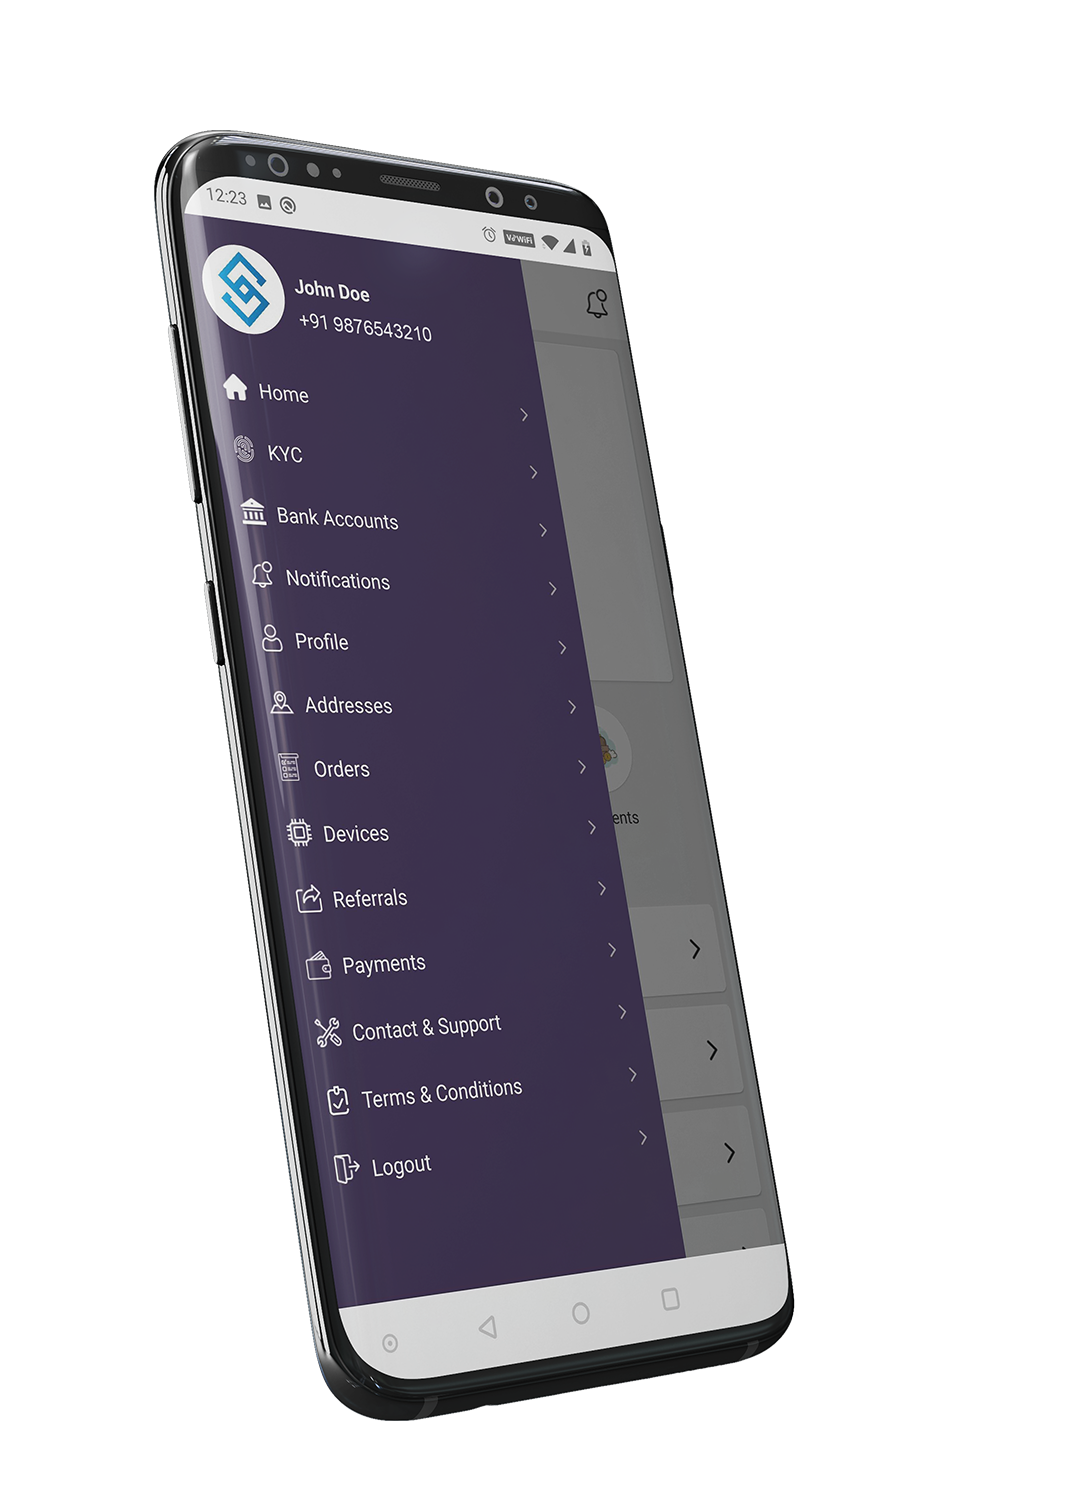 12:23
VoWiFi
John Doe
+91 9876543210
Home
KYC
Bank Accounts
Notifications
Profile
Addresses
Orders
ents
Devices
Referrals
Payments
Contact & Support
Terms & Conditions
Logout